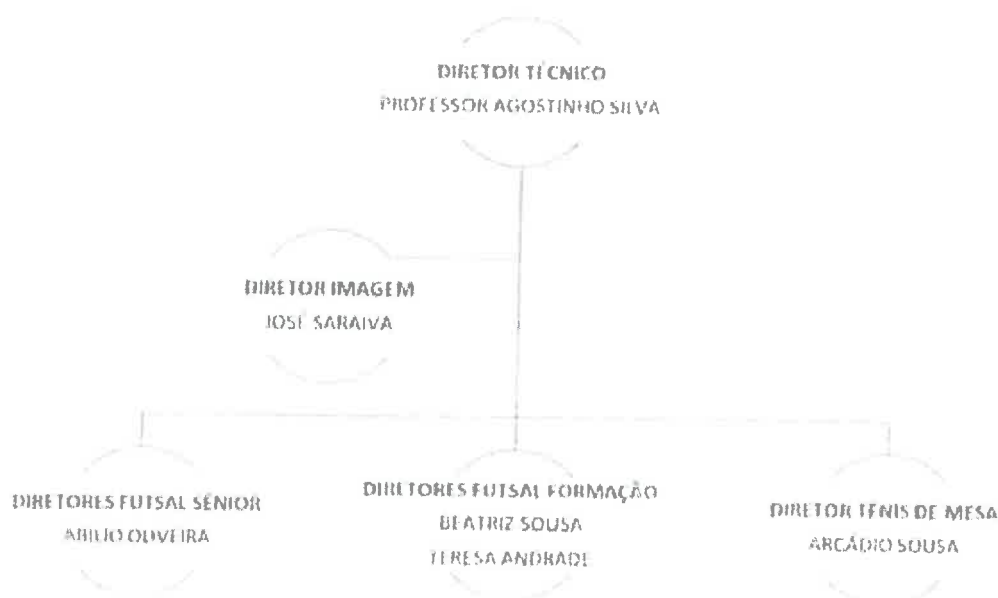 DIRETOR TÉCNICO
PROFESSOR AGOSTINHO SILVA
DIRETOR IMAGEM
JOSÉ SARAIVA
DIRETORES FUTSAL SÉNIOR
ABILIO OLIVEIRA
DIRETORES FUTSAL FORMAÇÃO
BEATRIZ SOUSA
TERESA ANDRADE
DIRETOR TÉNIS DE MESA
ARCÁDIO SOUSA